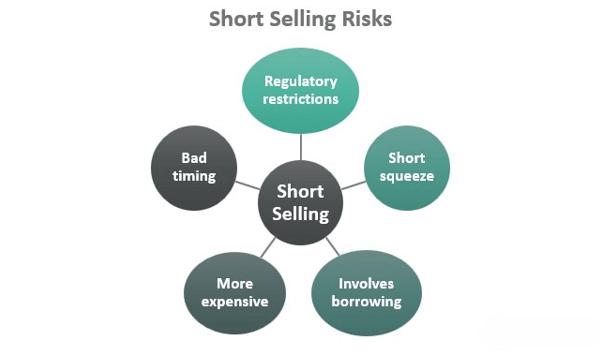 Short Selling Risks
Regulatory
restrictions
Bad
timing
Short
squeeze
Short
Selling
More
expensive
Involves
borrowing